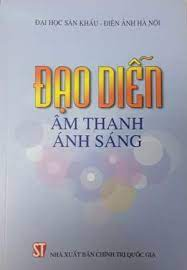 ĐẠI HỌC SÂN KHẤU - ĐIỆN ẢNH HÀ NỘI
ĐẠO DIỄN
ÂM THANH
ÁNH SÁNG
ST
NHÀ XUẤT BẢN CHÍNH TRỊ QUỐC GIA